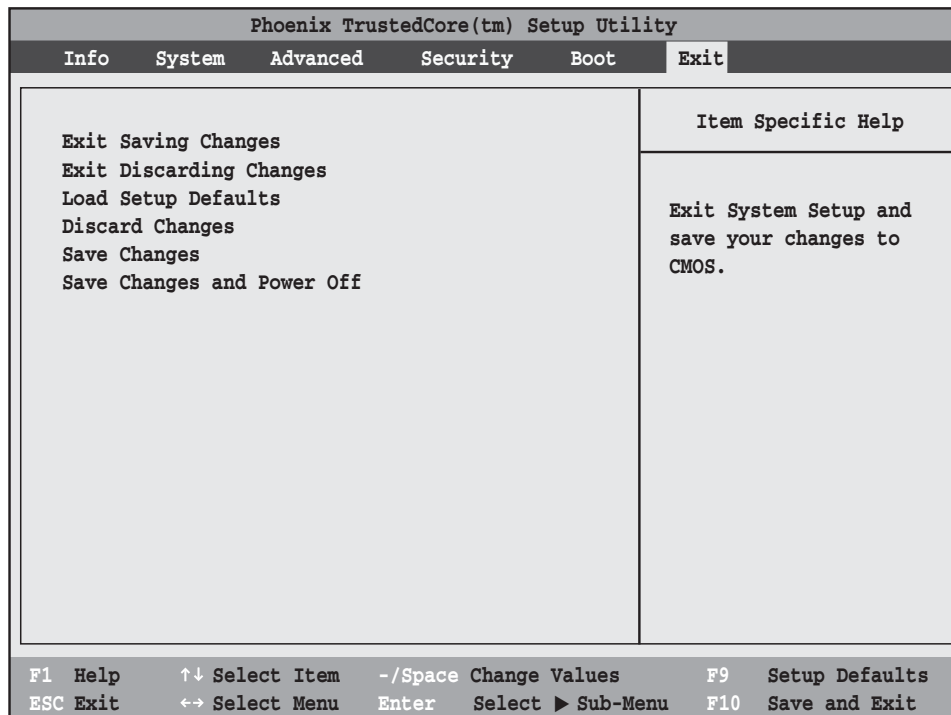 Phoenix TrustedCore(tm) Setup Utility
Info System Advanced Security Boot Exit
Exit Saving Changes
Exit Discarding Changes
Load Setup Defaults
Discard Changes
Save Changes
Save Changes and Power Off
Item Specific Help
Exit System Setup and
save your changes to
CMOS.
F1 Help ↑↓ Select Item -/Space Change Values F9 Setup Defaults
ESC Exit ←→ Select Menu Enter Select ▶ Sub-Menu F10 Save and Exit